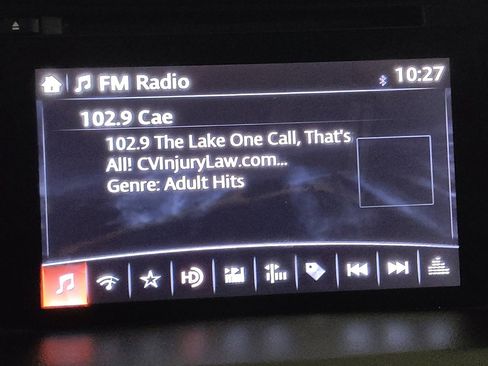 FM Radio
10:27
102.9 Cae
102.9 The Lake One Call, That's
All! CVInjuryLaw.com...
Genre: Adult Hits
HD